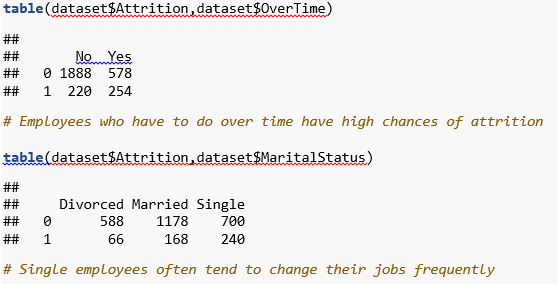 table(dataset$Attrition,dataset$OverTime)
##
##       No  Yes
##   0 1888  578
##   1  220  254
# Employees who have to do over time have high chances of attrition
table(dataset$Attrition,dataset$MaritalStatus)
##
##     Divorced Married Single
##   0      588    1178    700
##   1       66     168    240
# Single employees often tend to change their jobs frequently